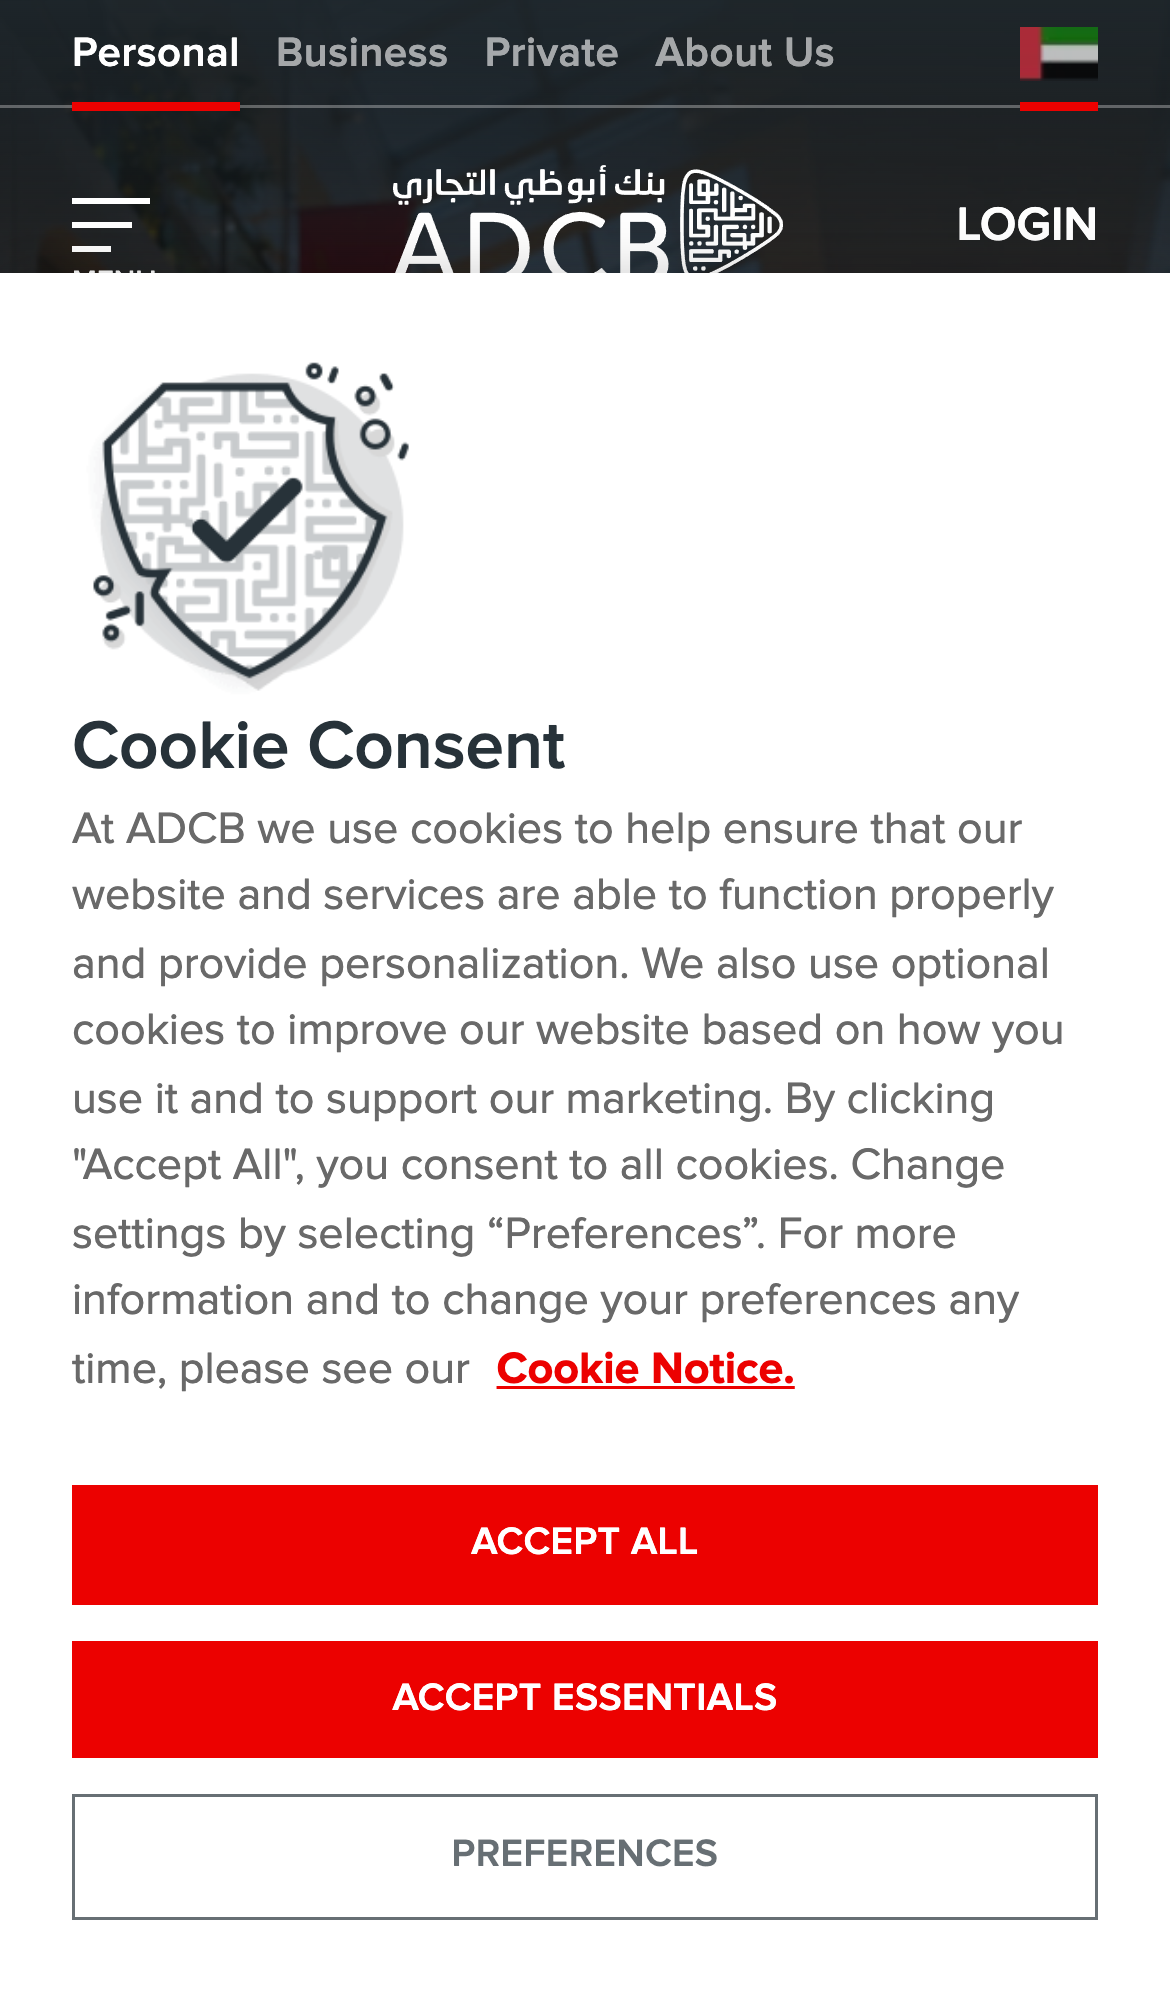 Personal Business Private About Us
بنك أبوظبي التجاري
ADCB
LOGIN
MENU
Cookie Consent
At ADCB we use cookies to help ensure that our
website and services are able to function properly
and provide personalization. We also use optional
cookies to improve our website based on how you
use it and to support our marketing. By clicking
"Accept All", you consent to all cookies. Change
settings by selecting “Preferences”. For more
information and to change your preferences any
time, please see our Cookie Notice.
ACCEPT ALL
ACCEPT ESSENTIALS
PREFERENCES